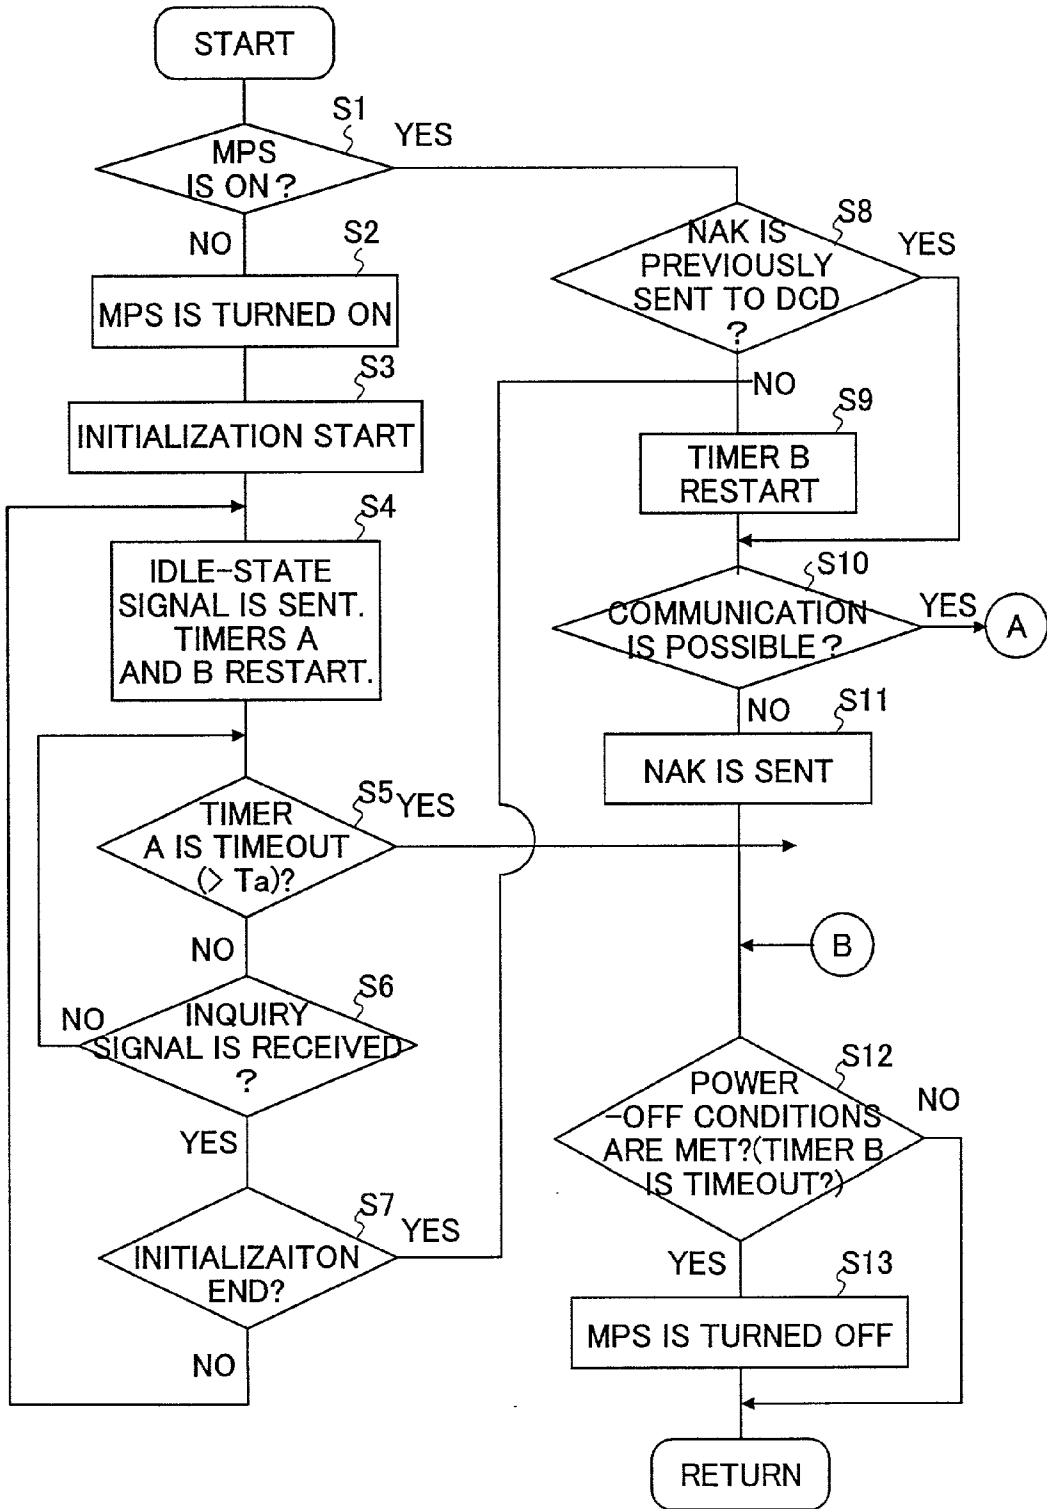 START
S1
YES
MPS
IS ON?
NO
S2
MPS IS TURNED ON
S3
INITIALIZATION START
S4
IDLE-STATE
SIGNAL IS SENT.
TIMERS A
AND B RESTART.
S5
YES
TIMER
A IS TIMEOUT
(> Ta)?
NO
S6
NO
INQUIRY
SIGNAL IS RECEIVED
?
YES
S7
YES
INITIALIZAITON
END?
NO
S8
YES
NAK IS
PREVIOUSLY
SENT TO DCD
?
NO
S9
TIMER B
RESTART
S10
COMMUNICATION
IS POSSIBLE?
YES
A
NO
S11
NAK IS SENT
B
S12
POWER
-OFF CONDITIONS
ARE MET?(TIMER B
IS TIMEOUT?)
NO
YES
S13
MPS IS TURNED OFF
RETURN